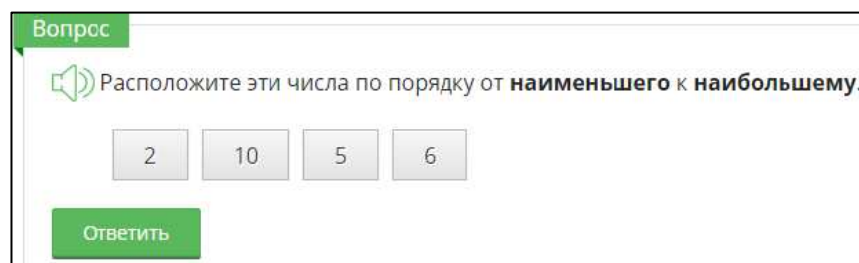 Вопрос
Расположите эти числа по порядку от наименьшего к наибольшему.
2 10 5 6
Ответить